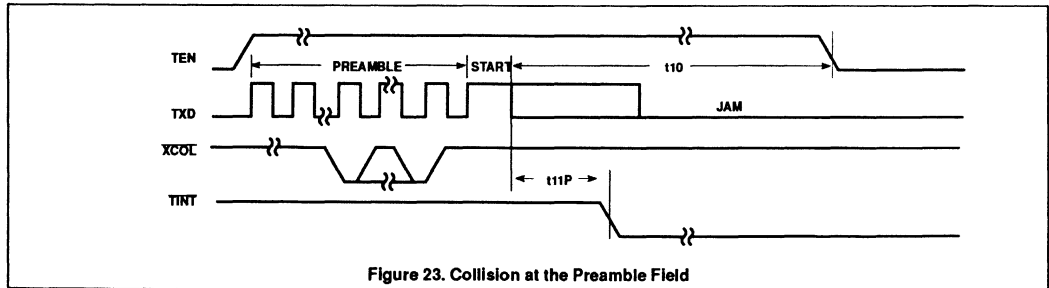 TEN
PREAMBLE START t10
TXD JAM
XCOL
t11P
TINT
Figure 23. Collision at the Preamble Field